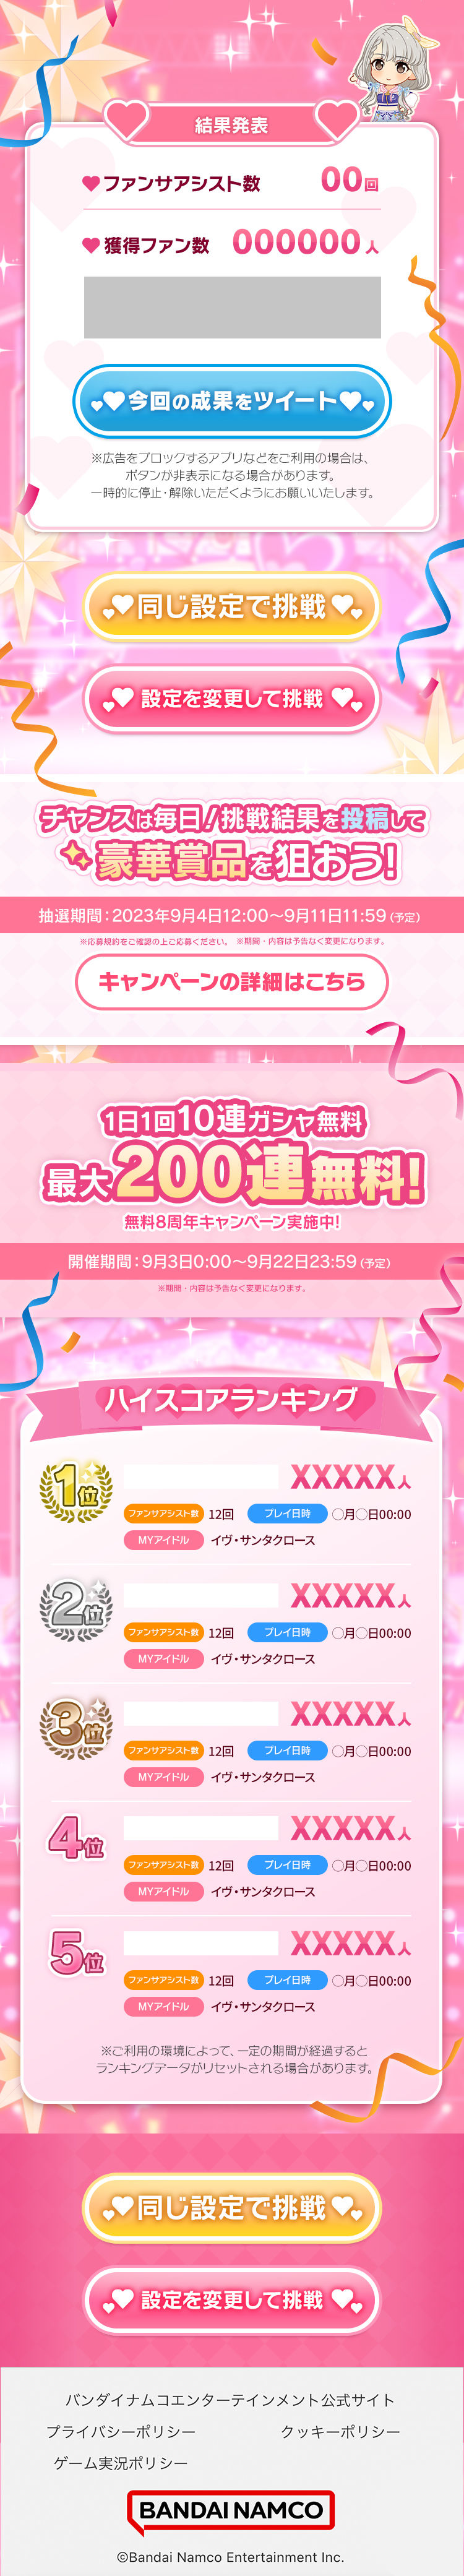 結果発表
ファンサアシスト数 00回
獲得ファン数 000000人
今回の成果をツイート
※広告をブロックするアプリなどをご利用の場合は、
ボタンが非表示になる場合があります。
一時的に停止・解除いただくようにお願いいたします。
同じ設定で挑戦
設定を変更して挑戦
チャンスは毎日!挑戦結果を投稿して
豪華賞品を狙おう!
抽選期間:2023年9月4日12:00〜9月11日11:59(予定)
※応募規約をご確認の上ご応募ください。 ※期間・内容は予告なく変更になります。
キャンペーンの詳細はこちら
1日1回10連ガシャ無料
最大200連無料!
無料8周年キャンペーン実施中!
開催期間:9月3日0:00〜9月22日23:59(予定)
※期間・内容は予告なく変更になります。
ハイスコアランキング
1位 XXXXX人
ファンサアシスト数 12回 プレイ日時 〇月〇日00:00
MYアイドル イヴ・サンタクロース
2位 XXXXX人
ファンサアシスト数 12回 プレイ日時 〇月〇日00:00
MYアイドル イヴ・サンタクロース
3位 XXXXX人
ファンサアシスト数 12回 プレイ日時 〇月〇日00:00
MYアイドル イヴ・サンタクロース
4位 XXXXX人
ファンサアシスト数 12回 プレイ日時 〇月〇日00:00
MYアイドル イヴ・サンタクロース
5位 XXXXX人
ファンサアシスト数 12回 プレイ日時 〇月〇日00:00
MYアイドル イヴ・サンタクロース
※ご利用の環境によって、一定の期間が経過すると
ランキングデータがリセットされる場合があります。
同じ設定で挑戦
設定を変更して挑戦
バンダイナムコエンターテインメント公式サイト
プライバシーポリシー クッキーポリシー
ゲーム実況ポリシー
BANDAI NAMCO
©Bandai Namco Entertainment Inc.